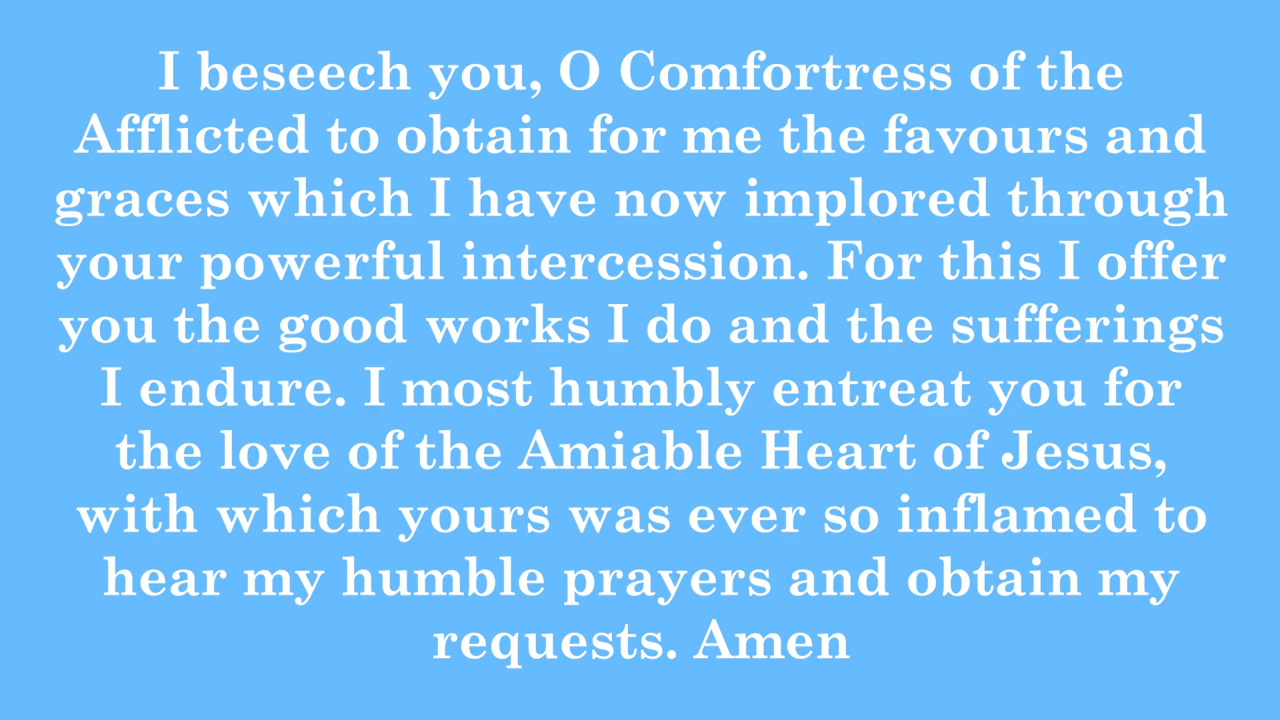 I beseech you, O Comfortress of the
Afflicted to obtain for me the favours and
graces which I have now implored through
your powerful intercession. For this I offer
you the good works I do and the sufferings
I endure. I most humbly entreat you for
the love of the Amiable Heart of Jesus,
with which yours was ever so inflamed to
hear my humble prayers and obtain my
requests. Amen